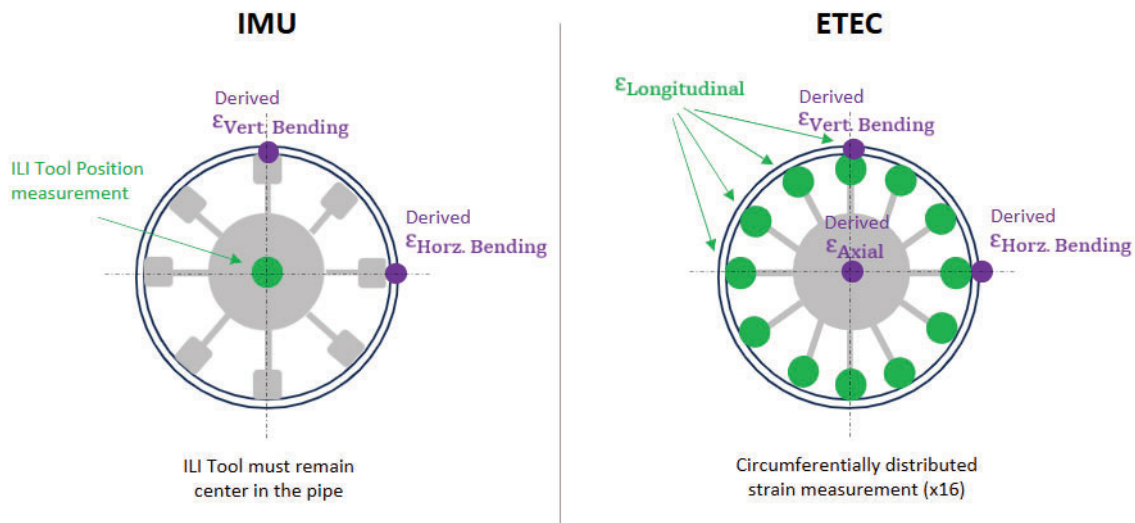 IMU
Derived
εVert. Bending
ILI Tool Position
measurement
Derived
εHorz. Bending
ILI Tool must remain
center in the pipe
ETEC
εLongitudinal
Derived
εVert. Bending
Derived
εAxial
Derived
εHorz. Bending
Circumferentially distributed
strain measurement (x16)